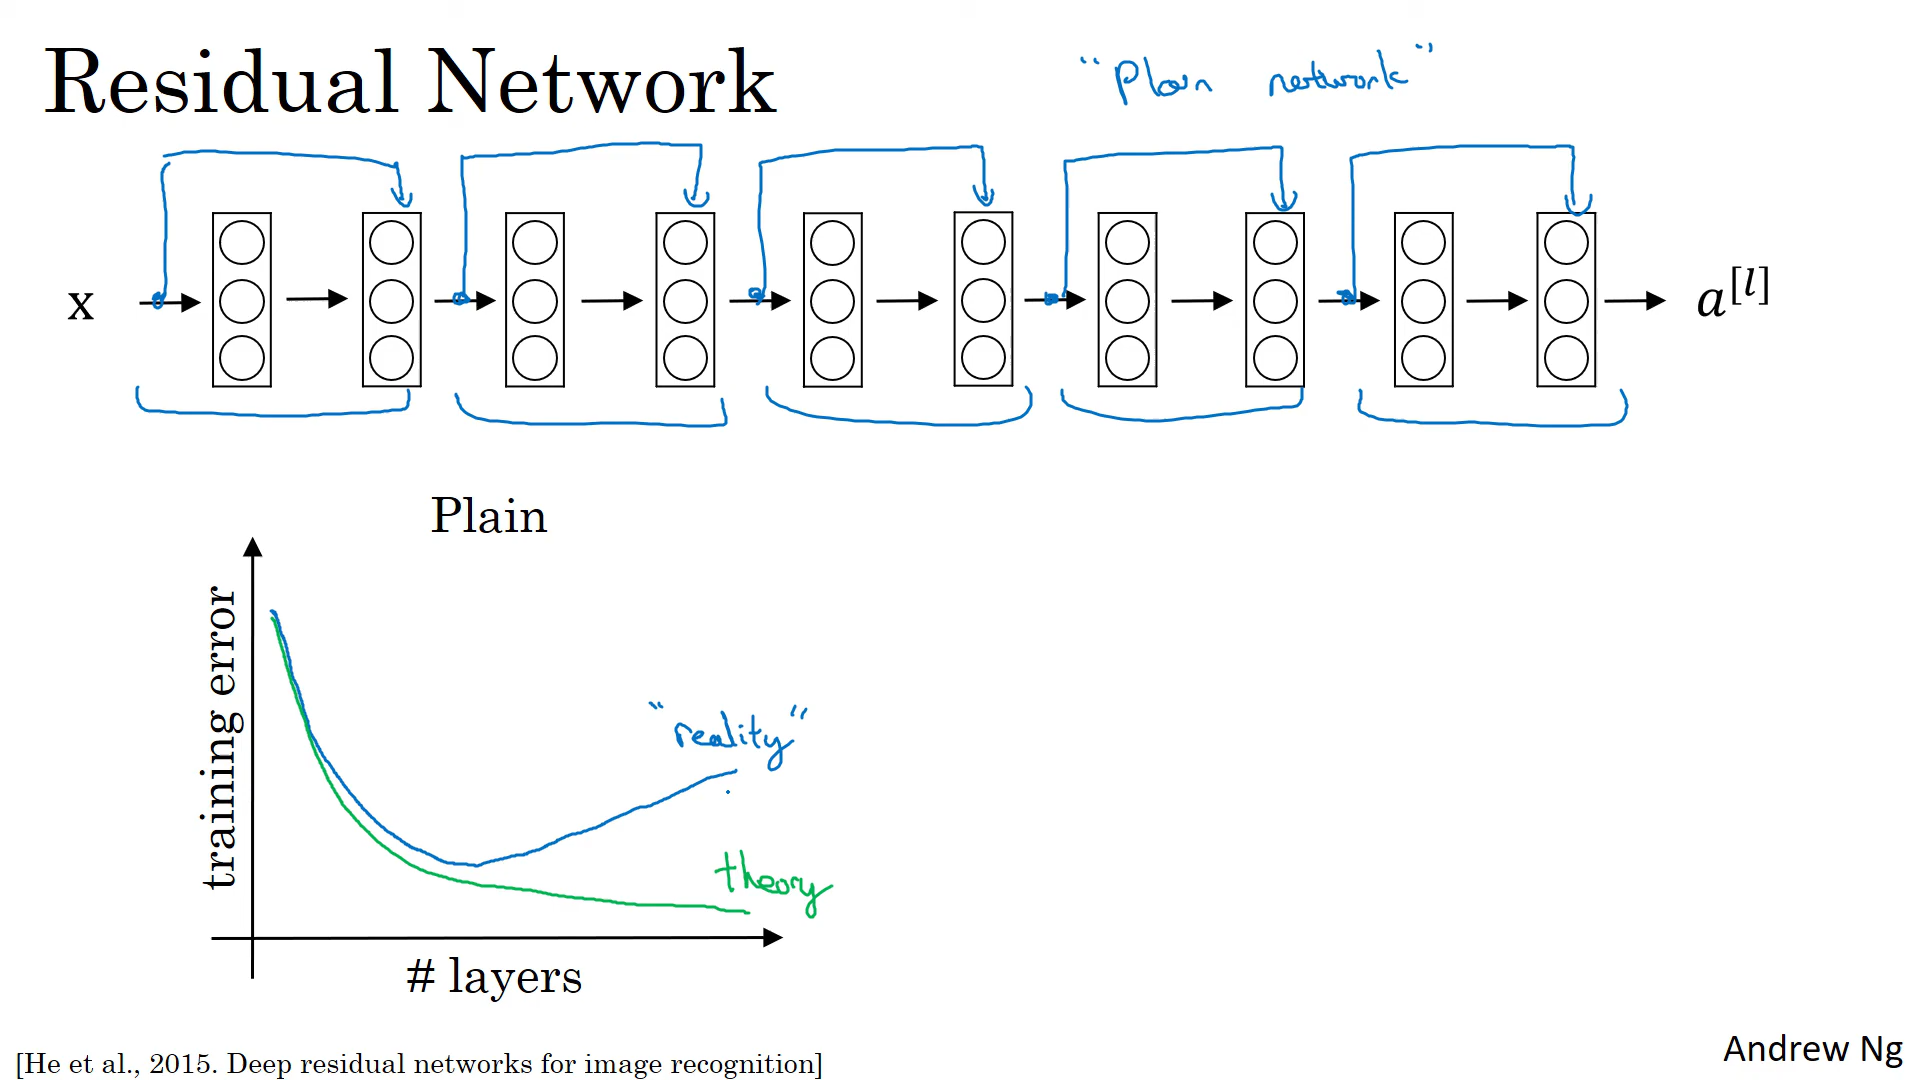 Residual Network
"Plain network"
x
a^[l]
Plain
training error
"reality"
theory
# layers
[He et al., 2015. Deep residual networks for image recognition]
Andrew Ng